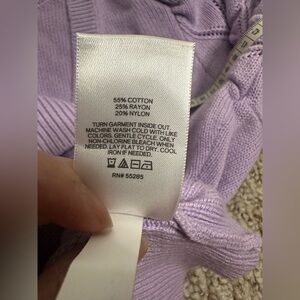 55% COTTON
25% RAYON
20% NYLON
TURN GARMENT INSIDE OUT.
MACHINE WASH COLD WITH LIKE
COLORS. GENTLE CYCLE. ONLY
NON-CHLORINE BLEACH WHEN
NEEDED. LAY FLAT TO DRY. COOL
IRON IF NEEDED.
RN# 55285